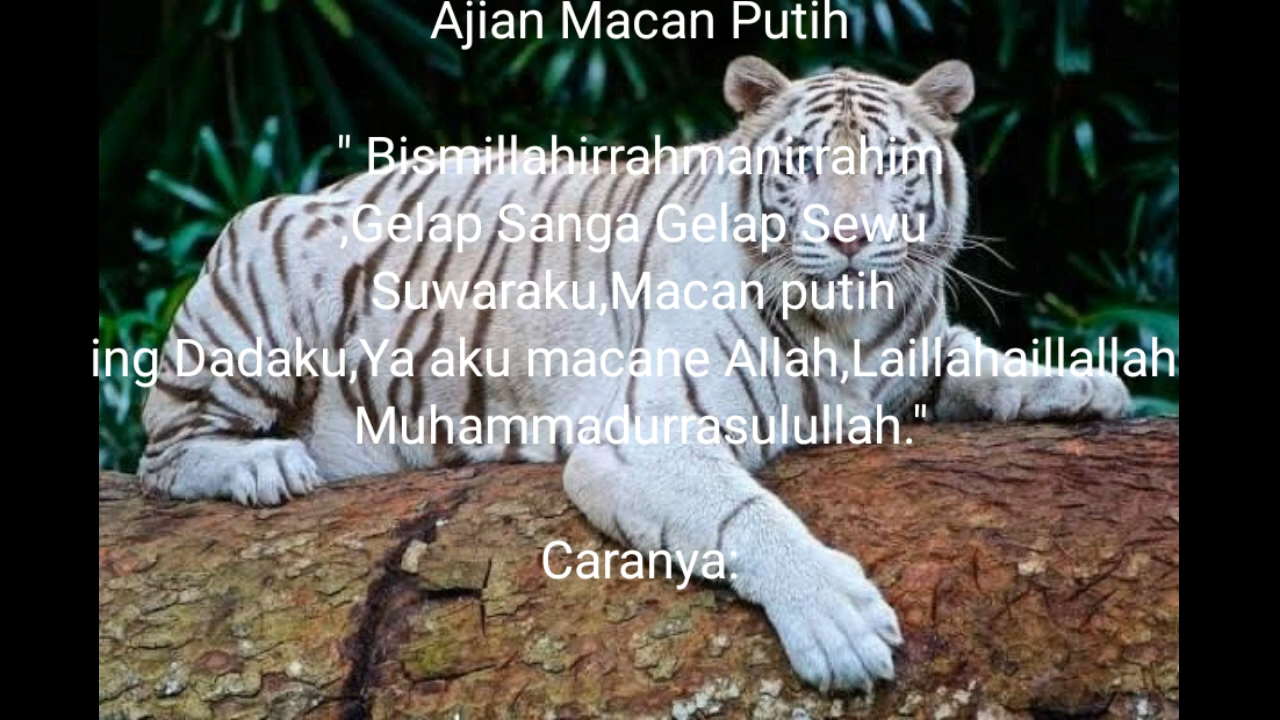 Ajian Macan Putih
" Bismillahirrahmanirrahim
,Gelap Sanga Gelap Sewu
Suwaraku,Macan putih
ing Dadaku,Ya aku macane Allah,Laillahaillallah
Muhammadurrasulullah."
Caranya: